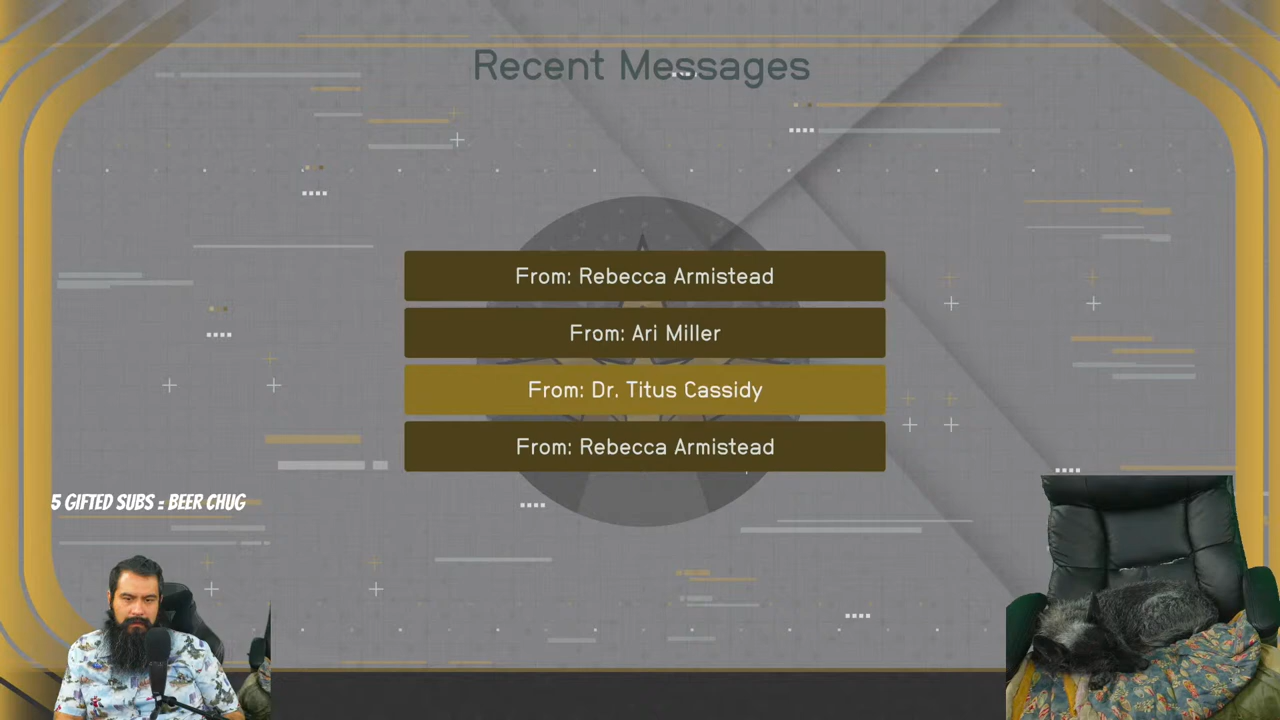 Recent Messages
From: Rebecca Armistead
From: Ari Miller
From: Dr. Titus Cassidy
From: Rebecca Armistead
5 GIFTED SUBS = BEER CHUG